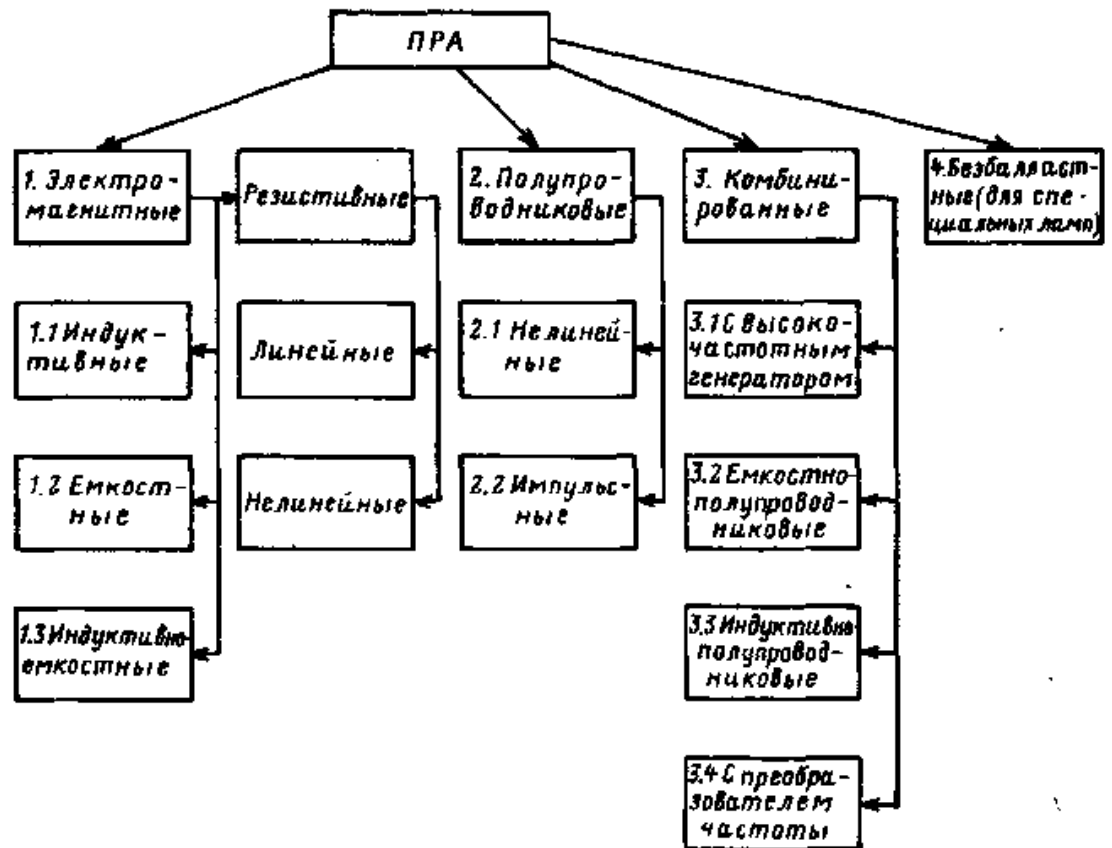 ПРА
1. Электро-
магнитные
Резистивные
2. Полупро-
водниковые
3. Комбини-
рованные
4. Безбалласт-
ные (для спе-
циальных ламп)
1.1 Индук-
тивные
Линейные
2.1 Нелиней-
ные
3.1 С высоко-
частотным
генератором
1.2 Емкост-
ные
Нелинейные
2.2 Импульс-
ные
3.2 Емкостно-
полупровод-
никовые
1.3 Индуктивно-
емкостные
3.3 Индуктивно-
полупровод-
никовые
3.4 С преобра-
зователем
частоты